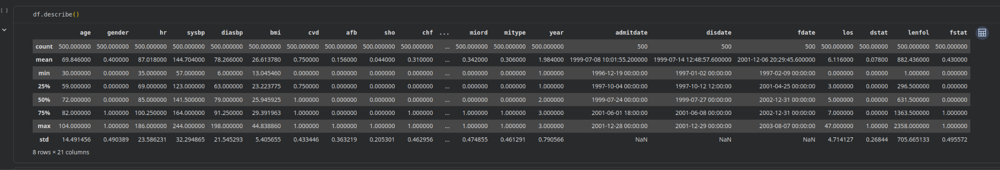 [ ]
df.describe()
age gender hr sysbp diasbp bmi cvd afb sho chf ... miord mitype year admitdate disdate fdate los dstat lenfol fstat
count 500.000000 500.000000 500.000000 500.000000 500.000000 500.000000 500.000000 500.000000 500.000000 500.000000 ... 500.000000 500.000000 500.000000 500 500 500 500.000000 500.00000 500.000000 500.000000
mean 69.846000 0.400000 87.018000 144.704000 78.266000 26.613780 0.750000 0.156000 0.044000 0.310000 ... 0.342000 0.306000 1.984000 1999-07-08 10:01:55.200000 1999-07-14 12:48:57.600000 2001-12-06 20:29:45.600000 6.116000 0.07800 882.436000 0.430000
min 30.000000 0.000000 35.000000 57.000000 6.000000 13.045460 0.000000 0.000000 0.000000 0.000000 ... 0.000000 0.000000 1.000000 1996-12-19 00:00:00 1997-01-02 00:00:00 1997-02-09 00:00:00 0.000000 0.00000 1.000000 0.000000
25% 59.000000 0.000000 69.000000 123.000000 63.000000 23.223775 0.750000 0.000000 0.000000 0.000000 ... 0.000000 0.000000 1.000000 1997-10-04 00:00:00 1997-10-12 12:00:00 2001-04-25 00:00:00 3.000000 0.00000 296.500000 0.000000
50% 72.000000 0.000000 85.000000 141.500000 79.000000 25.945925 1.000000 0.000000 0.000000 0.000000 ... 0.000000 0.000000 2.000000 1999-07-24 00:00:00 1999-07-27 00:00:00 2002-12-31 00:00:00 5.000000 0.00000 631.500000 0.000000
75% 82.000000 1.000000 100.250000 164.000000 91.250000 29.391963 1.000000 0.000000 0.000000 1.000000 ... 1.000000 1.000000 3.000000 2001-06-01 18:00:00 2001-06-08 00:00:00 2002-12-31 00:00:00 7.000000 0.00000 1363.500000 1.000000
max 104.000000 1.000000 186.000000 244.000000 198.000000 44.838860 1.000000 1.000000 1.000000 1.000000 ... 1.000000 1.000000 3.000000 2001-12-28 00:00:00 2001-12-29 00:00:00 2003-08-07 00:00:00 47.000000 1.00000 2358.000000 1.000000
std 14.491456 0.490389 23.586231 32.294865 21.545293 5.405655 0.433446 0.363219 0.205301 0.462956 ... 0.474855 0.461291 0.790566 NaN NaN NaN 4.714127 0.26844 705.665133 0.495572
8 rows × 21 columns